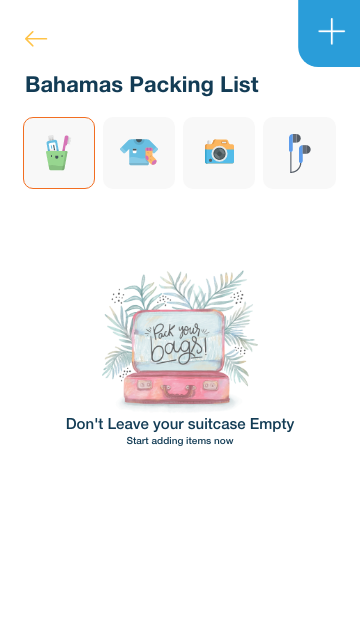 Bahamas Packing List
Pack your
bags!
Don't Leave your suitcase Empty
Start adding items now